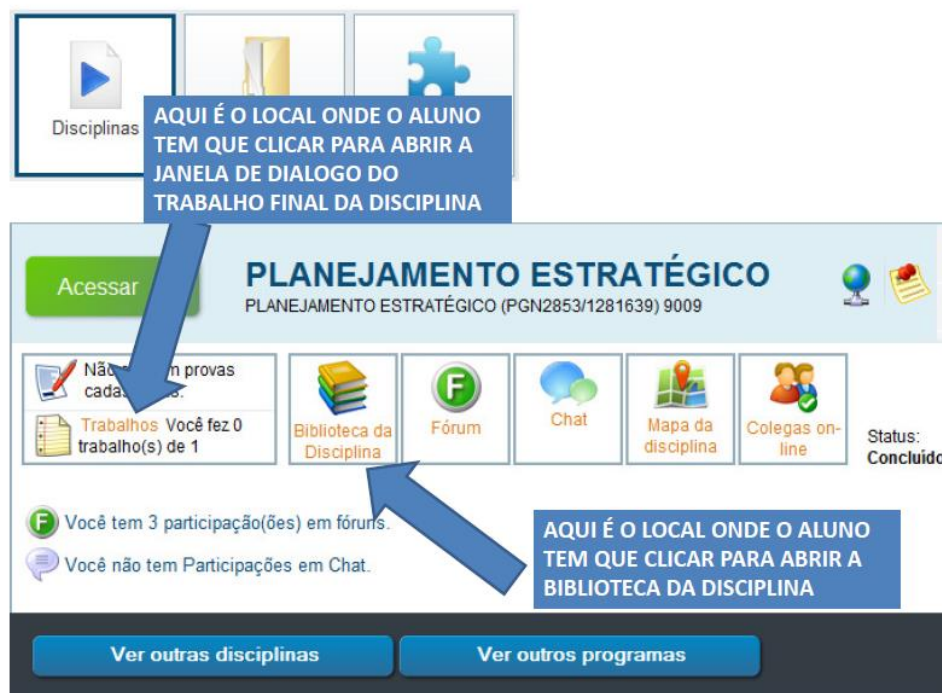 Disciplinas
AQUI É O LOCAL ONDE O ALUNO
TEM QUE CLICAR PARA ABRIR A
JANELA DE DIALOGO DO
TRABALHO FINAL DA DISCIPLINA
Acessar
PLANEJAMENTO ESTRATÉGICO
PLANEJAMENTO ESTRATÉGICO (PGN2853/1281639) 9009
Não provas
Trabalhos Você fez 0
trabalho(s) de 1
Biblioteca da
Disciplina
F
Fórum
Chat
Mapa da
disciplina
Colegas on-
line
Status:
Concluido
F
Você tem 3 participação(ões) em fóruns.
Você não tem Participações em Chat.
AQUI É O LOCAL ONDE O ALUNO
TEM QUE CLICAR PARA ABRIR A
BIBLIOTECA DA DISCIPLINA
Ver outras disciplinas
Ver outros programas